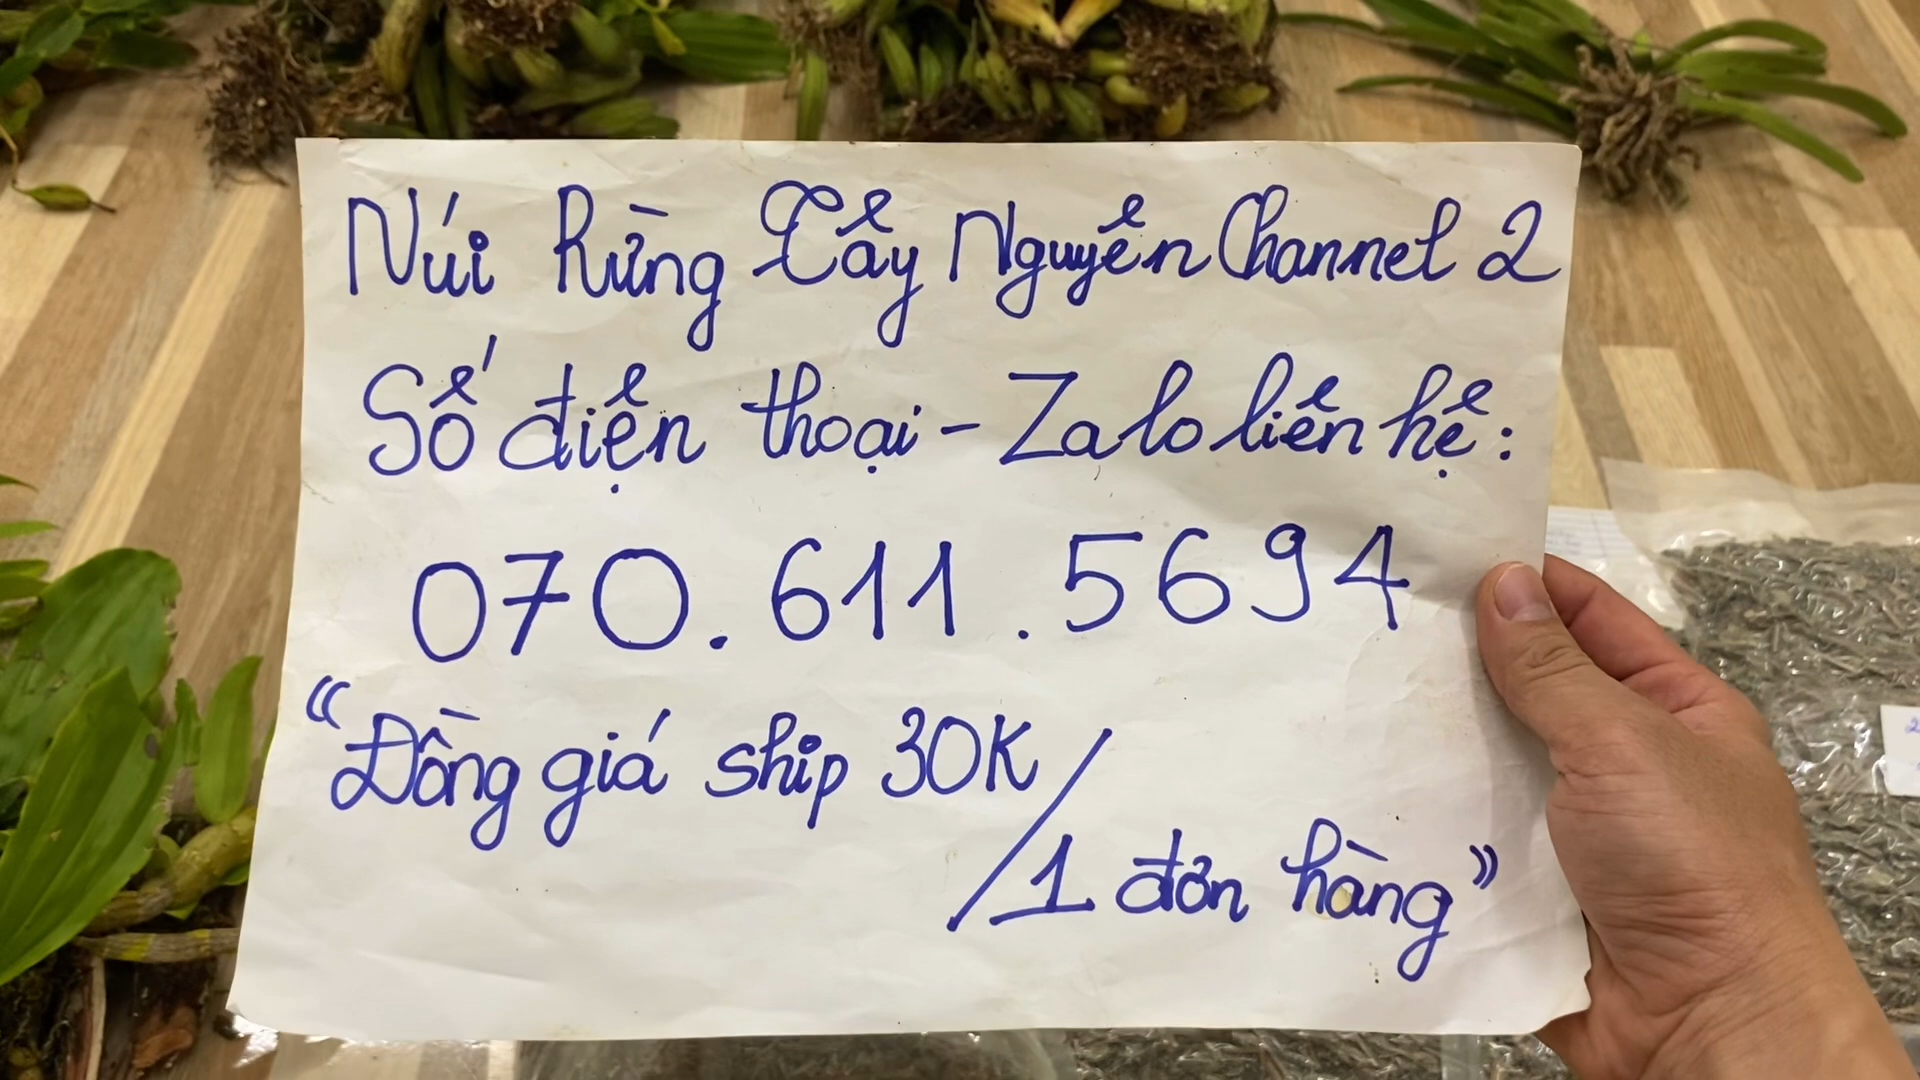 Núi Rừng Tây Nguyên Channel 2
Số điện thoại - Zalo liên hệ:
070.611.5694
"Đồng giá ship 30K
/1 đơn hàng"